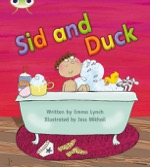 Sid and Duck
Written by Emma Lynch
Illustrated by Jess Mikhail